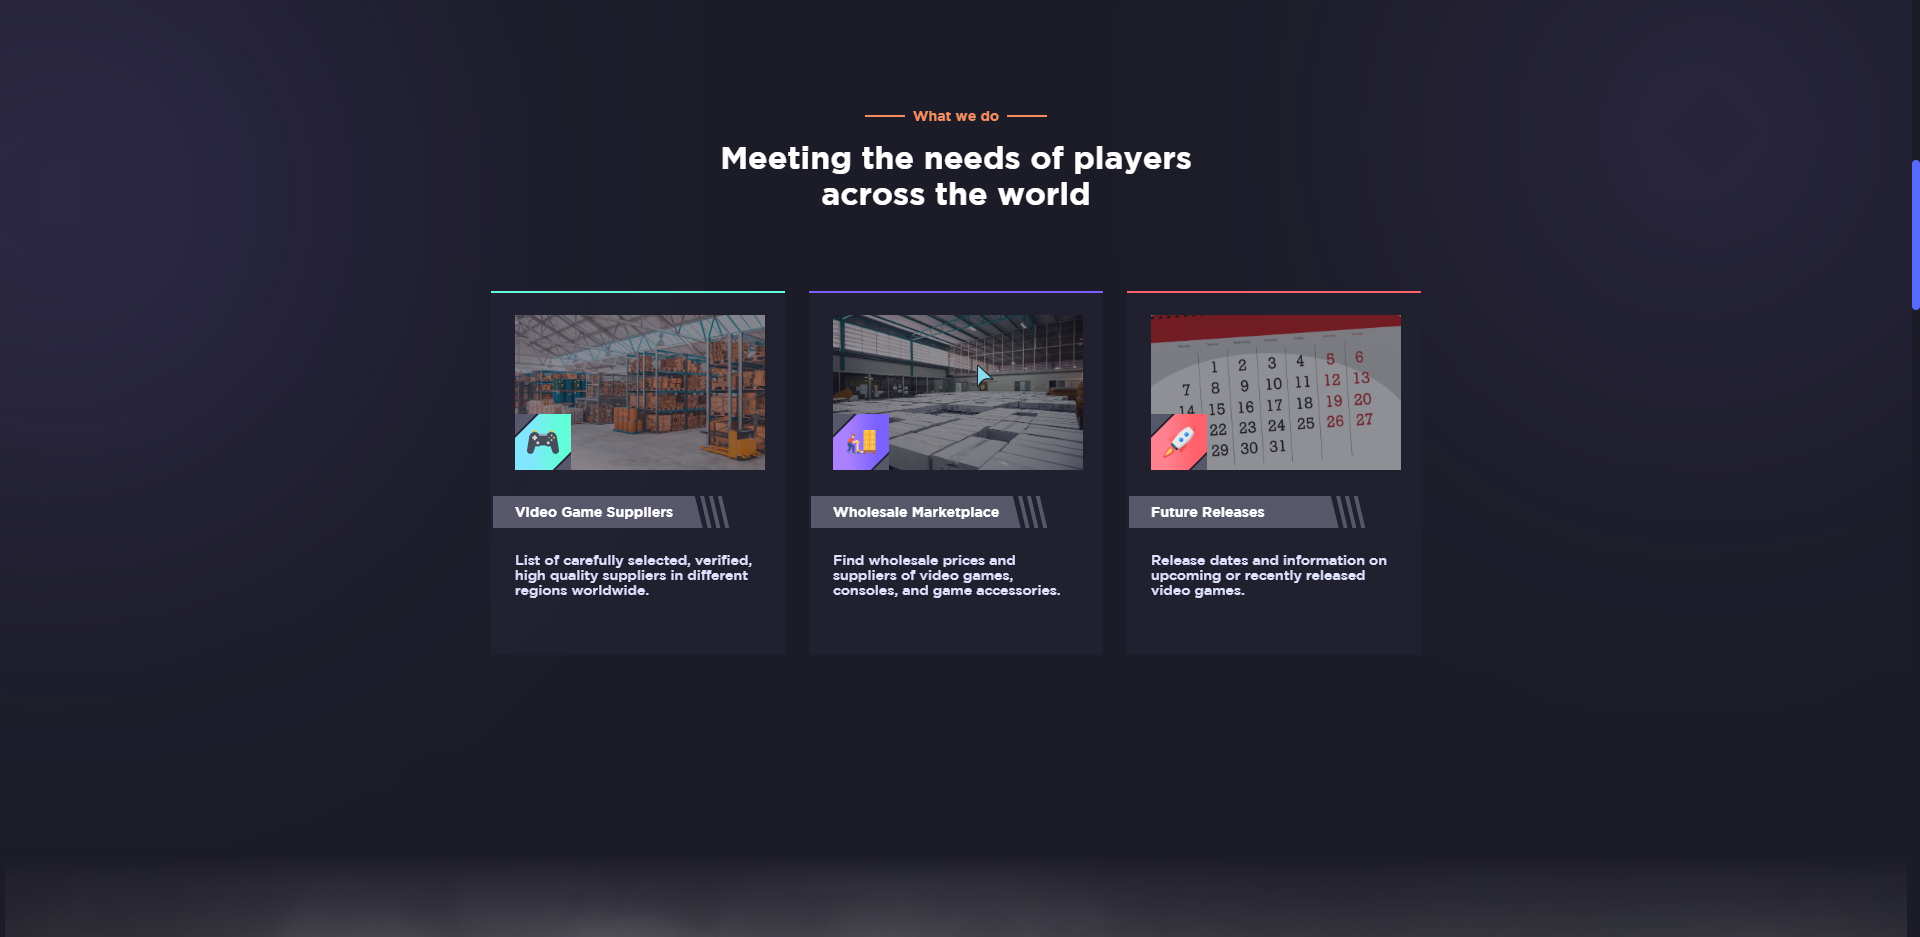 What we do
Meeting the needs of players
across the world
1 2 3 4 5 6
7 8 9 10 11 12 13
14 15 16 17 18 19 20
22 23 24 25 26 27
29 30 31
Video Game Suppliers
List of carefully selected, verified,
high quality suppliers in different
regions worldwide.
Wholesale Marketplace
Find wholesale prices and
suppliers of video games,
consoles, and game accessories.
Future Releases
Release dates and information on
upcoming or recently released
video games.